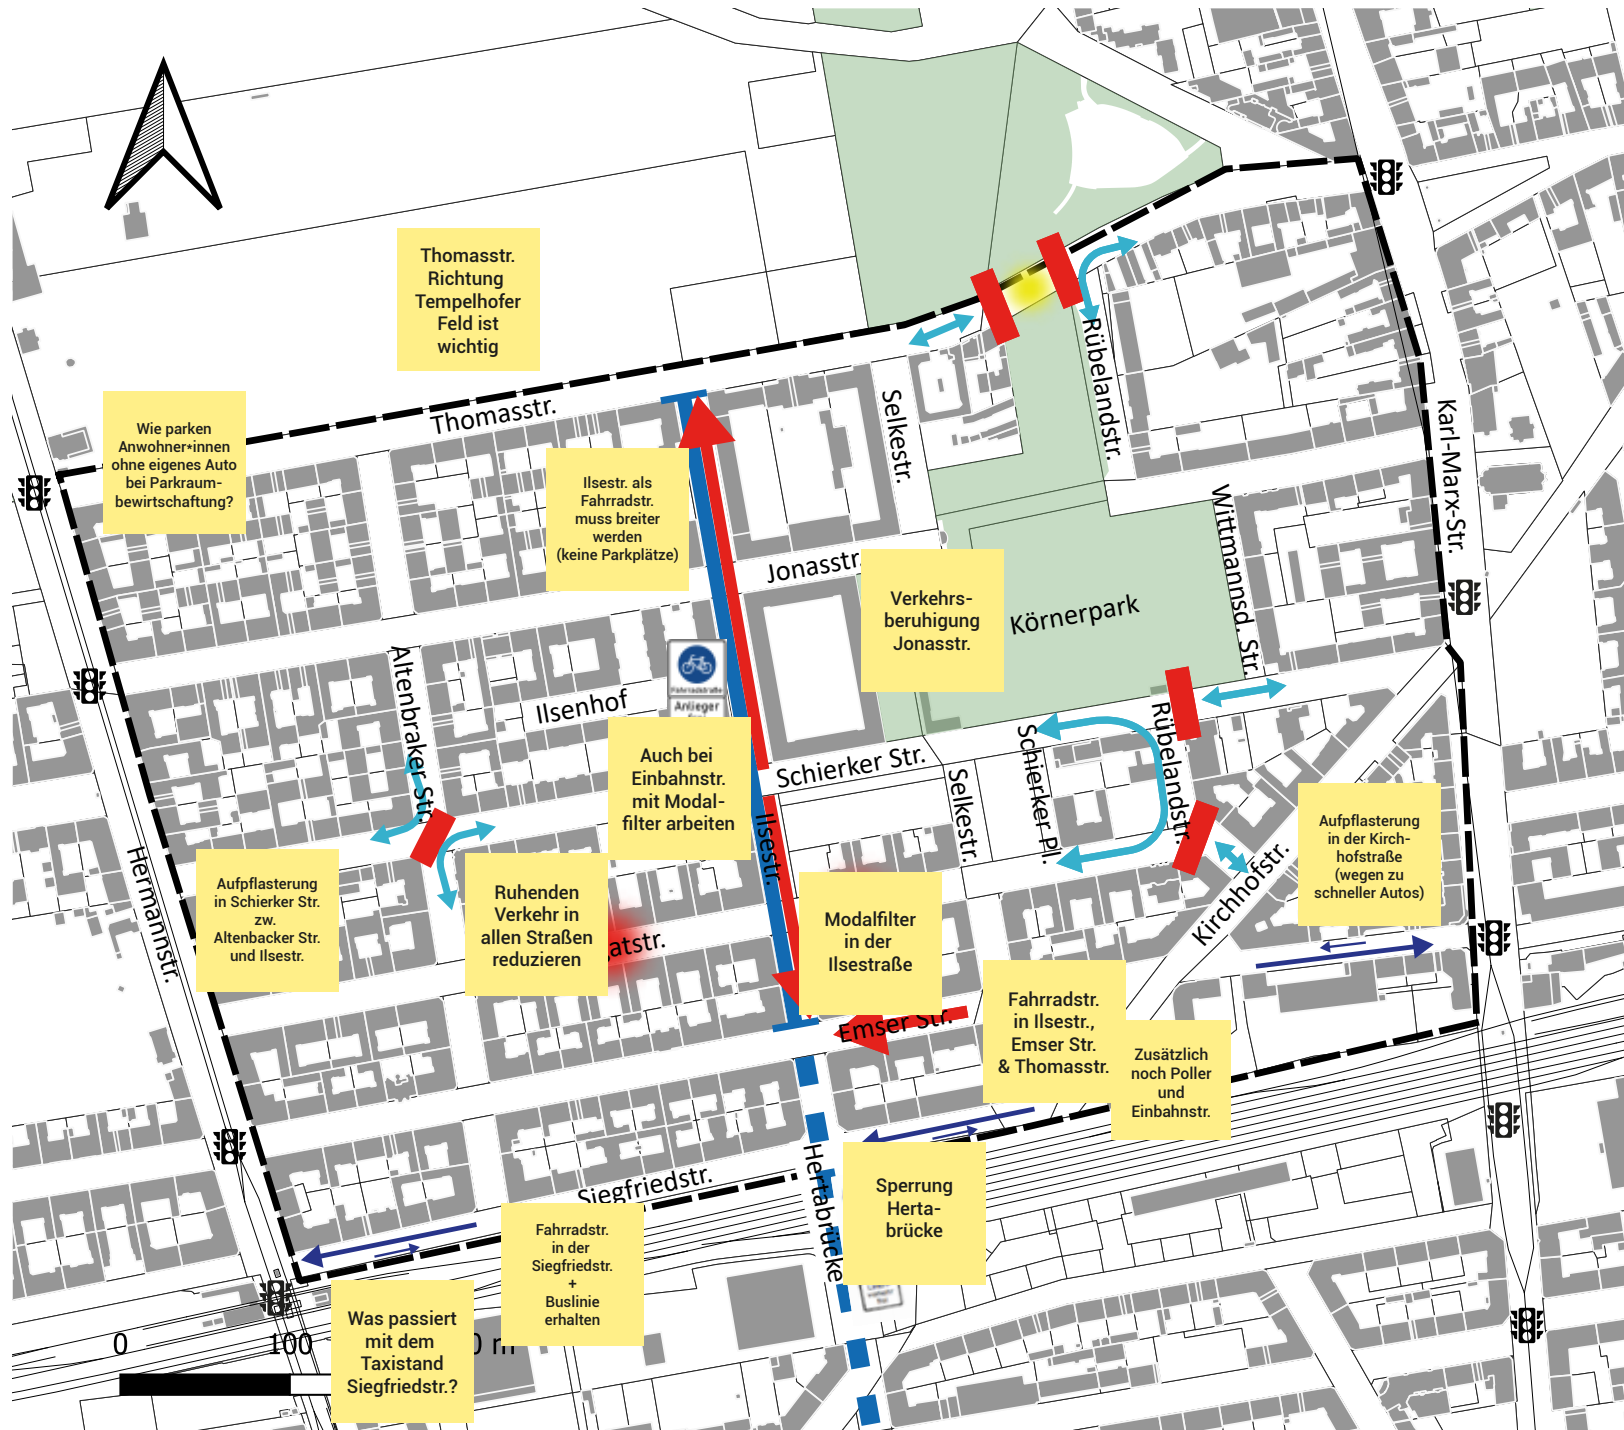 Thomasstr.
Richtung
Tempelhofer
Feld ist
wichtig
Wie parken
Anwohner*innen
ohne eigenes Auto
bei Parkraum-
bewirtschaftung?
Thomasstr.
Ilsestr. als
Fahrradstr.
muss breiter
werden
(keine Parkplätze)
Selkestr.
Rübelandstr.
Karl-Marx-Str.
Wittmannsd. Str.
Jonasstr.
Verkehrs-
beruhigung
Jonasstr.
Körnerpark
Altenbraker Str.
Ilsenhof
Fahrradstraße
Anlieger
Auch bei
Einbahnstr.
mit Modal-
filter arbeiten
Schierker Str.
Ilsestr.
Selkestr.
Schierker Pl.
Rübelandstr.
Kirchhofstr.
Aufpflasterung
in der Kirch-
hofstraße
(wegen zu
schneller Autos)
Hermannstr.
Aufpflasterung
in Schierker Str.
zw.
Altenbacker Str.
und Ilsestr.
Ruhenden
Verkehr in
allen Straßen
reduzieren
atstr.
Modalfilter
in der
Ilsestraße
Emser Str.
Fahrradstr.
in Ilsestr.,
Emser Str.
& Thomasstr.
Zusätzlich
noch Poller
und
Einbahnstr.
Siegfriedstr.
Hertabrücke
Sperrung
Herta-
brücke
Fahrradstr.
in der
Siegfriedstr.
+
Buslinie
erhalten
Was passiert
mit dem
Taxistand
Siegfriedstr.?
0 100 0 m